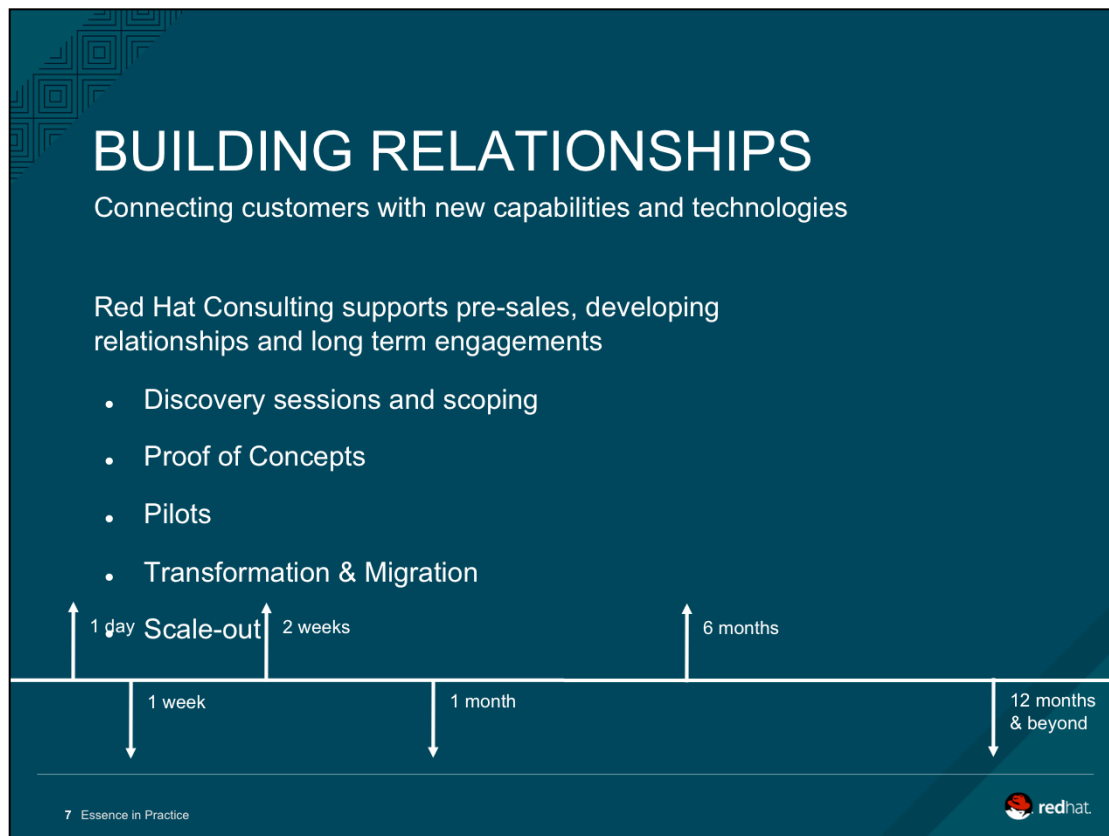 BUILDING RELATIONSHIPS
Connecting customers with new capabilities and technologies
Red Hat Consulting supports pre-sales, developing
relationships and long term engagements
• Discovery sessions and scoping
• Proof of Concepts
• Pilots
• Transformation & Migration
• Scale-out
1 day
2 weeks
6 months
1 week
1 month
12 months
& beyond
7 Essence in Practice
redhat.